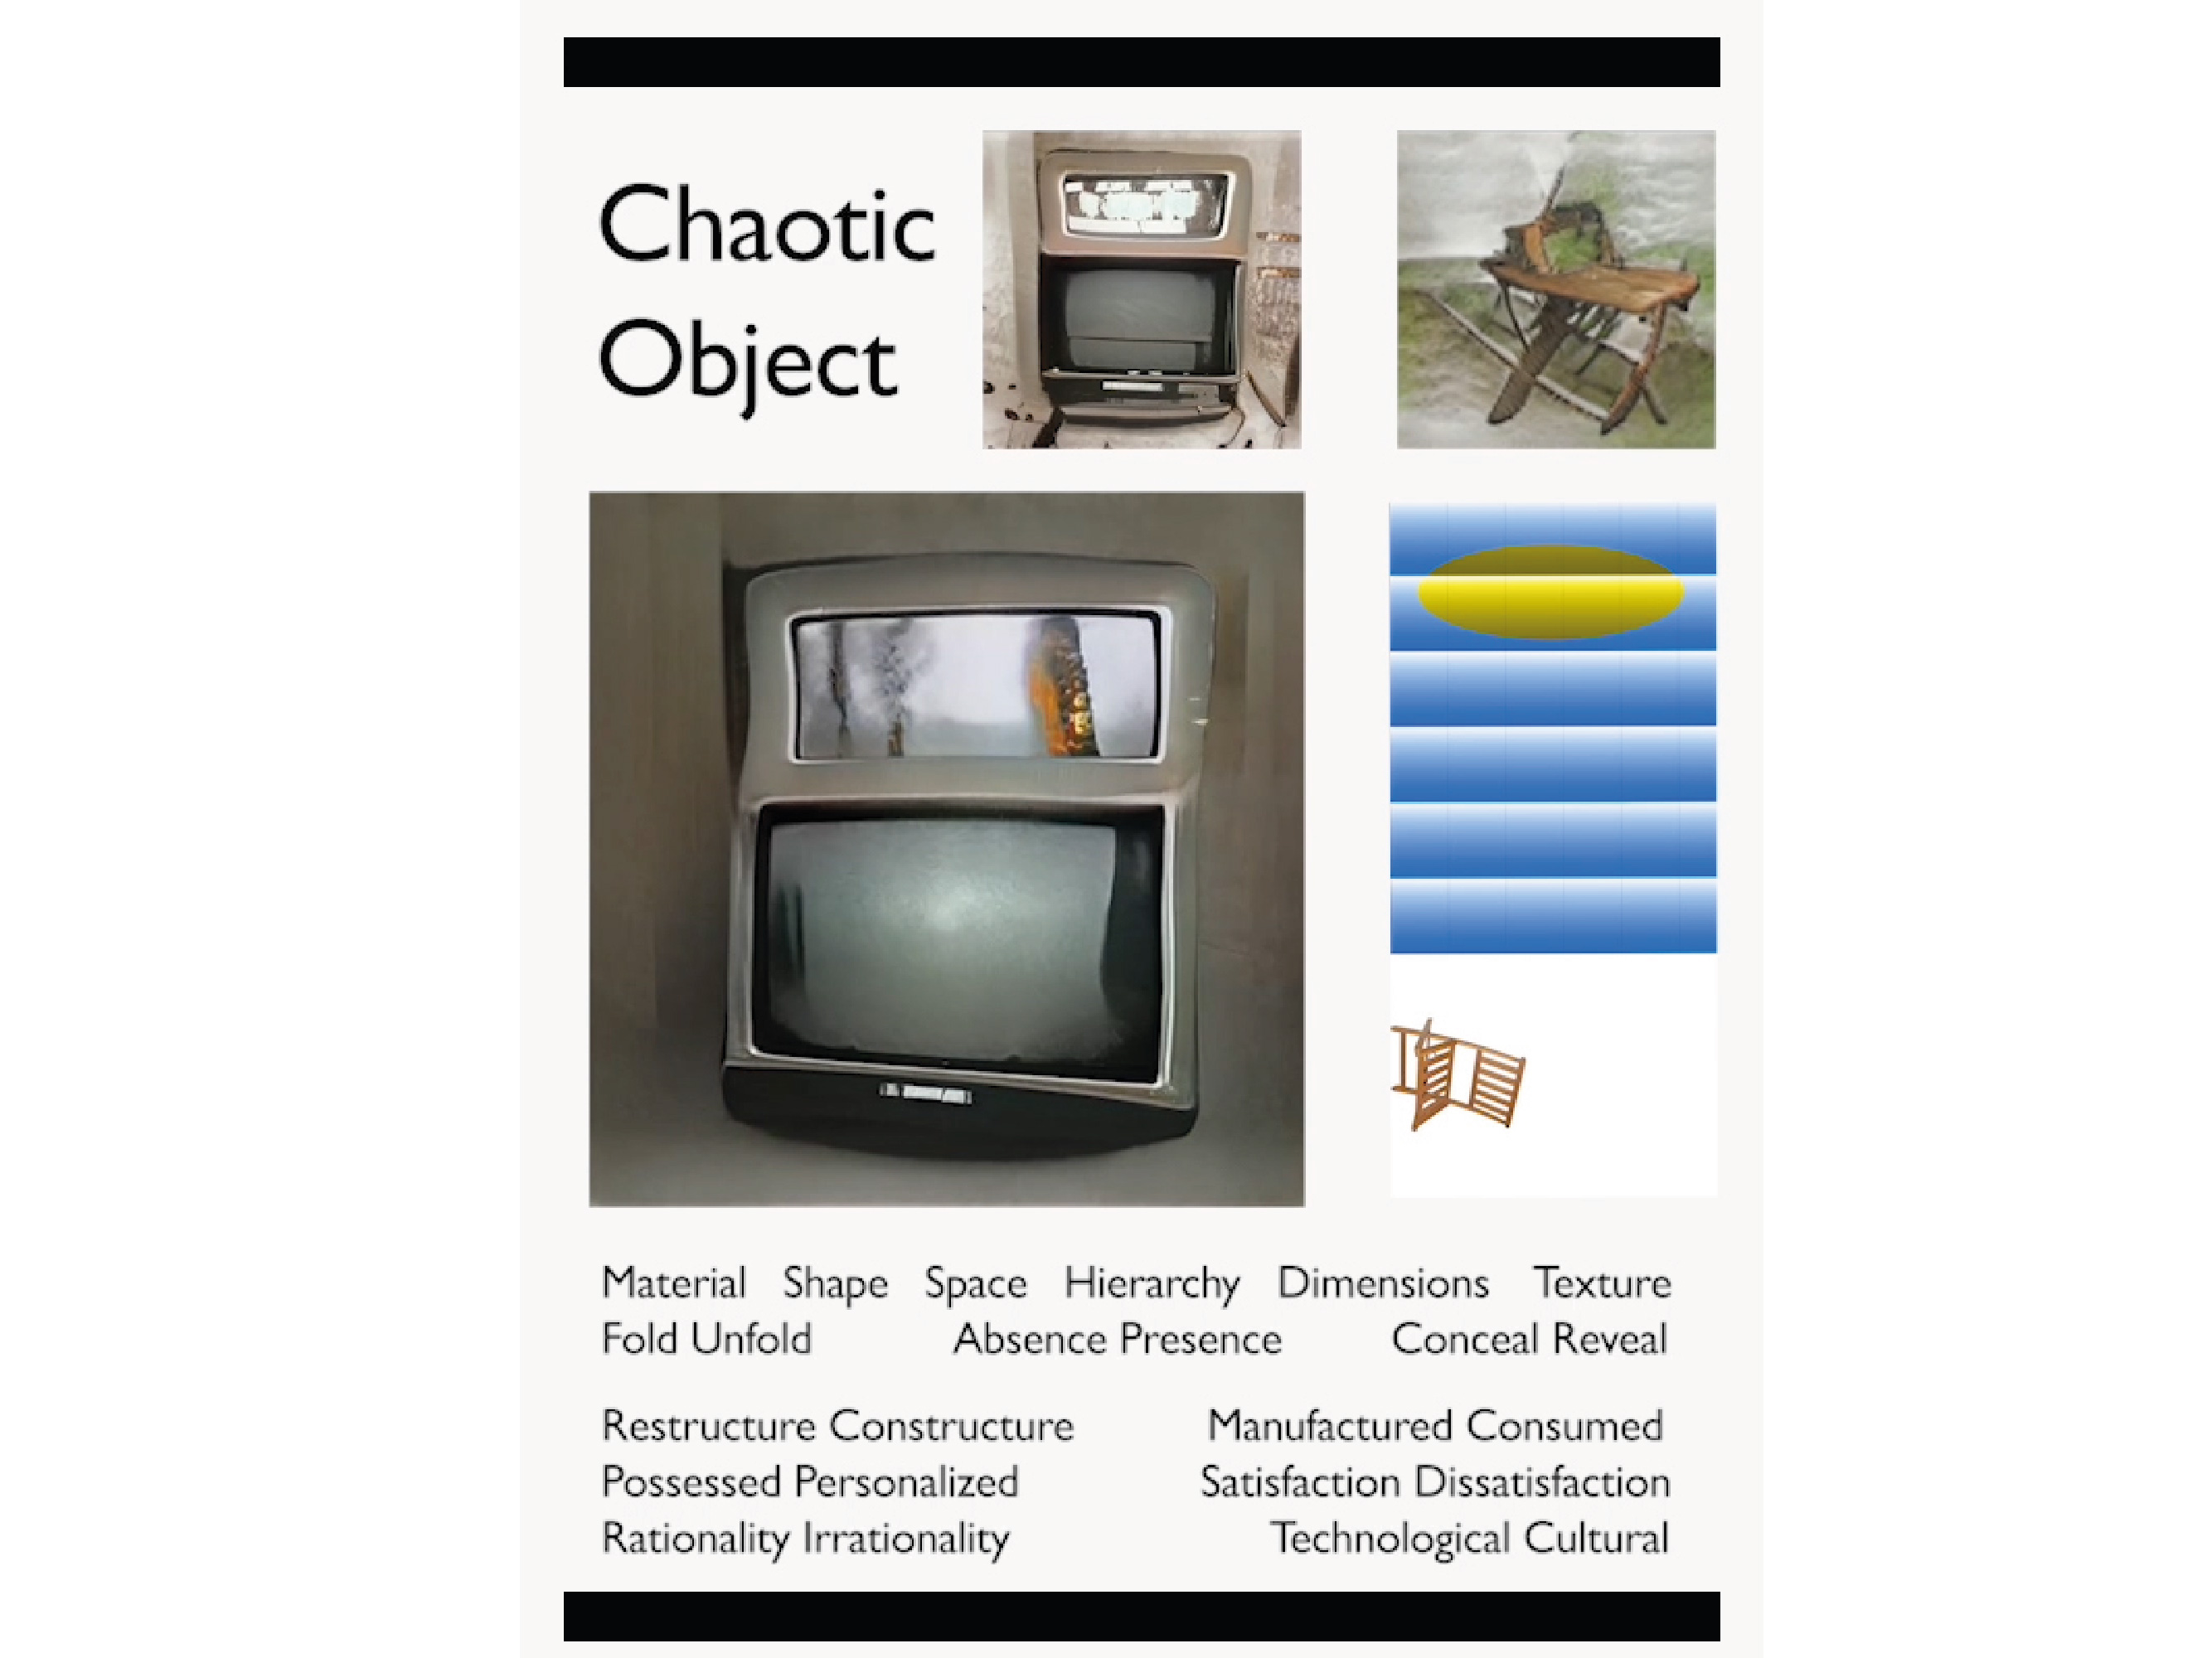 Chaotic
Object
Material Shape Space Hierarchy Dimensions Texture
Fold Unfold Absence Presence Conceal Reveal
Restructure Constructure Manufactured Consumed
Possessed Personalized Satisfaction Dissatisfaction
Rationality Irrationality Technological Cultural